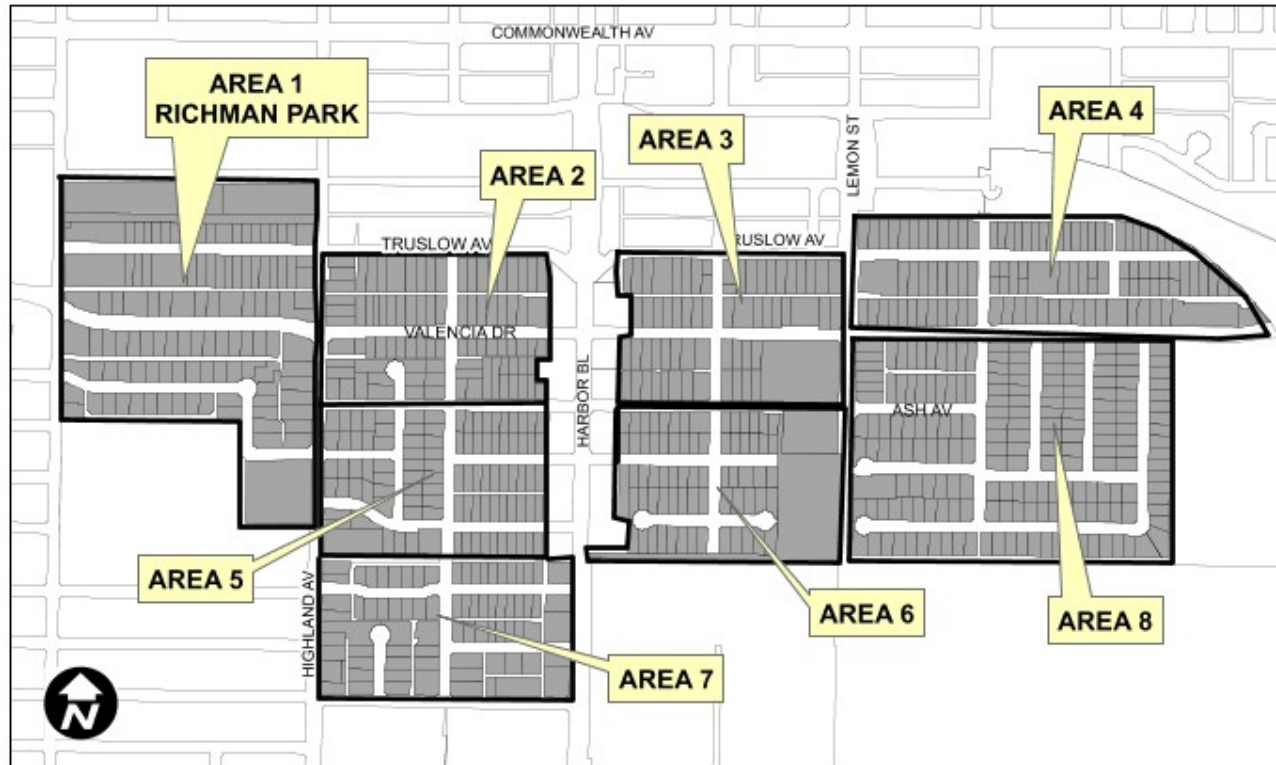 COMMONWEALTH AV
AREA 1
RICHMAN PARK
AREA 2
AREA 3
LEMON ST
AREA 4
TRUSLOW AV
RUSLOW AV
VALENCIA DR
HARBOR BL
ASH AV
AREA 5
HIGHLAND AV
AREA 6
AREA 8
AREA 7
N